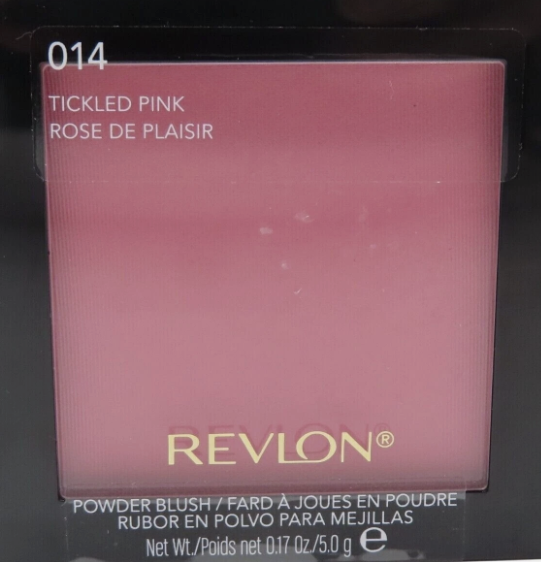 014
TICKLED PINK
ROSE DE PLAISIR
REVLON®
POWDER BLUSH / FARD À JOUES EN POUDRE
RUBOR EN POLVO PARA MEJILLAS
Net Wt./Poids net 0.17 Oz./5.0 g ℮